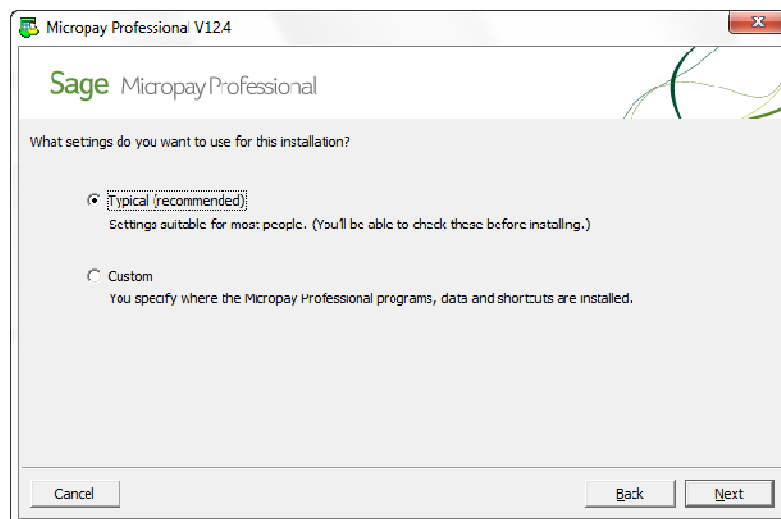 Micropay Professional V12.4
Sage Micropay Professional
What settings do you want to use for this installation?
Typical (recommended)
Settings suitable for most people. (You'll be able to check these before installing.)
Custom
You specify where the Micropay Professional programs, data and shortcuts are installed.
Cancel
Back
Next